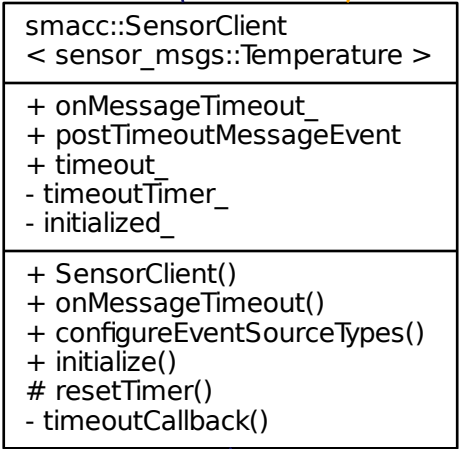 smacc::SensorClient
< sensor_msgs::Temperature >
+ onMessageTimeout_
+ postTimeoutMessageEvent
+ timeout_
- timeoutTimer_
- initialized_
+ SensorClient()
+ onMessageTimeout()
+ configureEventSourceTypes()
+ initialize()
# resetTimer()
- timeoutCallback()